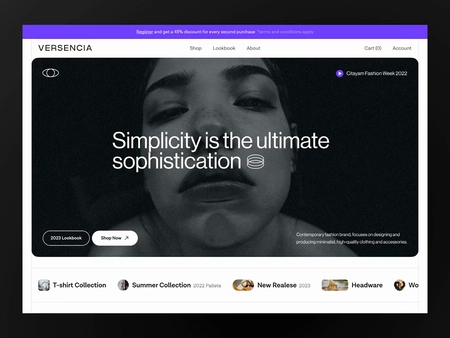 Register and get a 45% discount for every second purchase Terms and conditions apply
VERSENCIA
Shop Lookbook About
Cart (0) Account
Citayam Fashion Week 2022
Simplicity is the ultimate
sophistication
2023 Lookbook
Shop Now
Contemporary fashion brand, focuses on designing and
producing minimalist, high-quality clothing and accessories.
T-shirt Collection Summer Collection 2022 Pallete New Realese 2023 Headware Wo